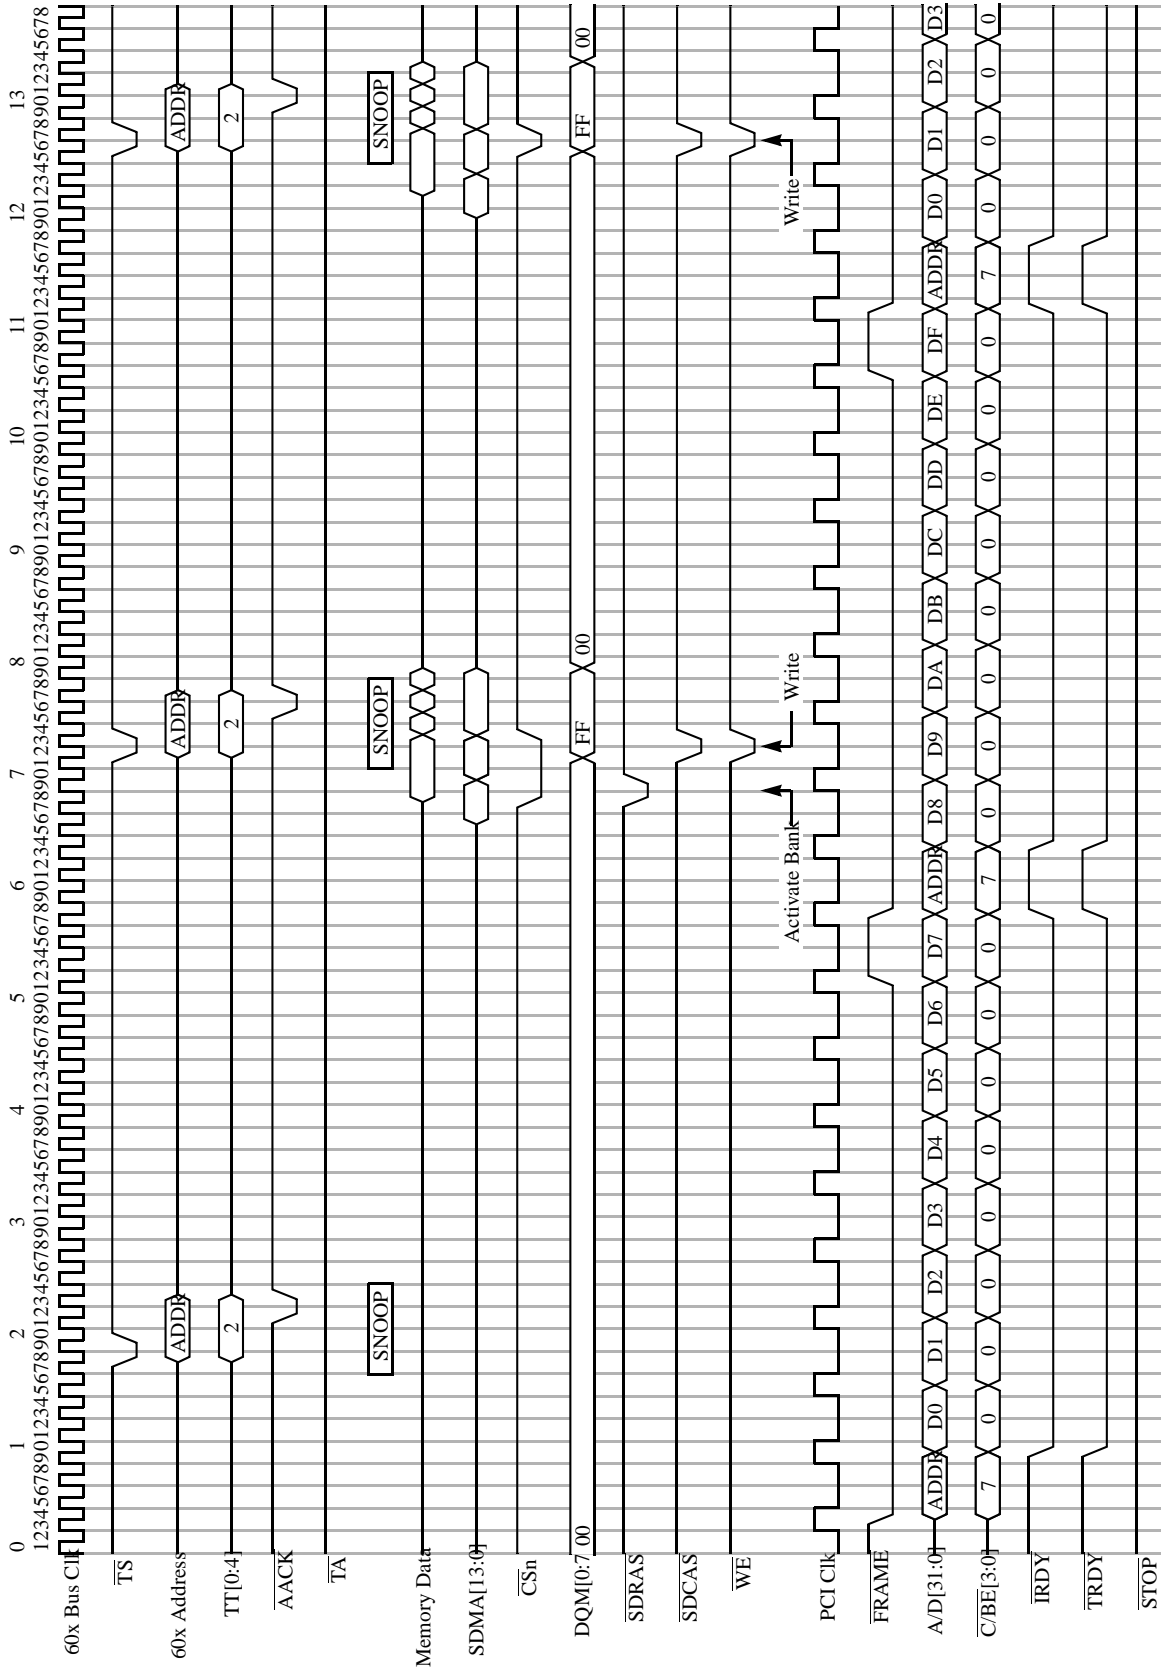 0 1 2 3 4 5 6 7 8 9 10 11 12 13
123456789012345678901234567890123456789012345678901234567890123456789012345678901234567890123456789012345678901234567890123456789012345678
60x Bus Clk
TS
60x Address ADDR ADDR ADDR
TT[0:4] 2 2 2
AACK
TA
SNOOP SNOOP SNOOP
Memory Data
SDMA[13:0]
CSn
DQM[0:7 00 FF 00 FF 00
SDRAS
SDCAS
WE
Activate Bank Write Write
PCI Clk
FRAME
A/D[31:0] ADDR D0 D1 D2 D3 D4 D5 D6 D7 ADDR D8 D9 DA DB DC DD DE DF ADDR D0 D1 D2 D3
C/BE[3:0] 7 0 0 0 0 0 0 0 0 7 0 0 0 0 0 0 0 0 7 0 0 0 0
IRDY
TRDY
STOP